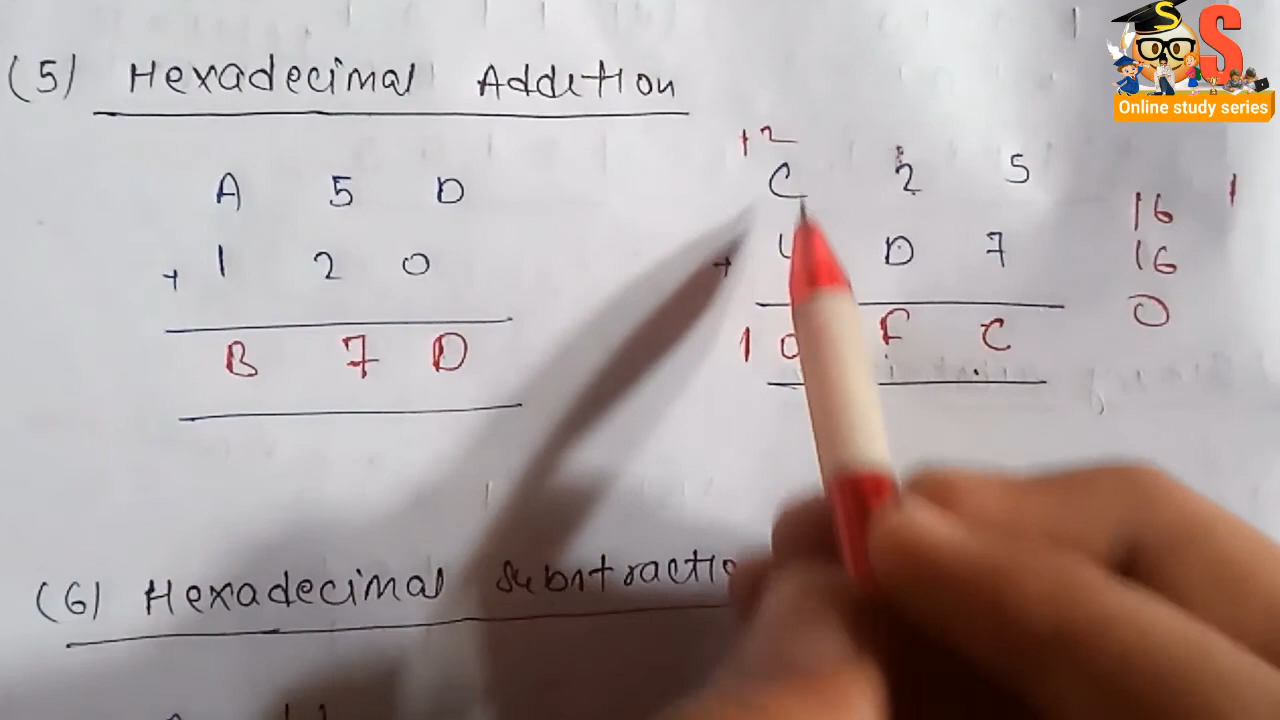 S S
Online study series
(5) Hexadecimal Addition
+2
A 5 D C 2 5 16 1
+ 1 2 0 + D 7 16
B 7 D 1 0 F C 0
(6) Hexadecimal